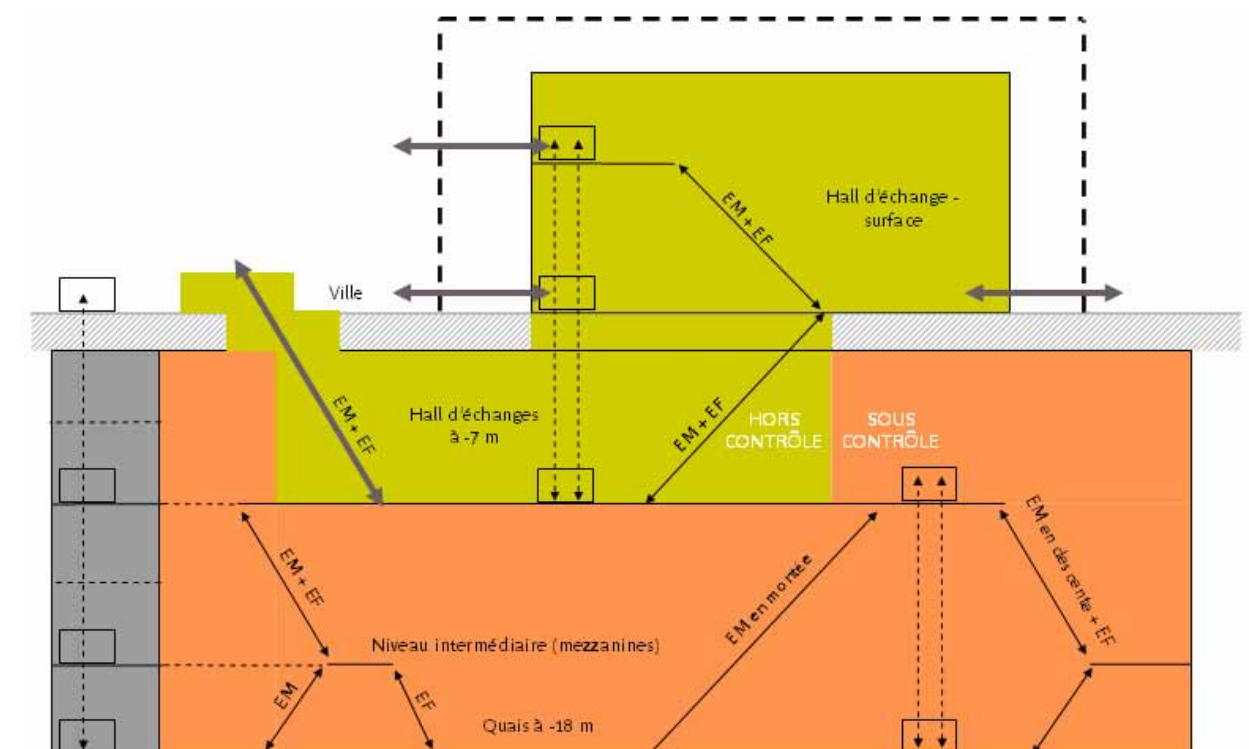 Hall d'échange -
surface
EM + EF
Ville
EM + EF
Hall d'échanges
à -7 m
EM + EF
HORS
CONTRÔLE
SOUS
CONTRÔLE
EM + EF
EM en montée
EM en descente + EF
Niveau intermédiaire (mezzanines)
EM
EF
Quais à -18 m